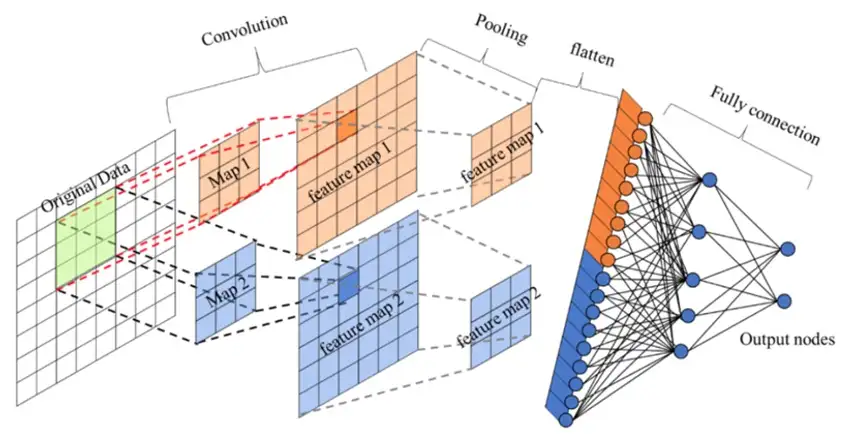 Convolution
Pooling
flatten
Fully connection
Original/Data
Map 1
feature map 1
feature map 1
Map 2
feature map 2
feature map 2
Output nodes